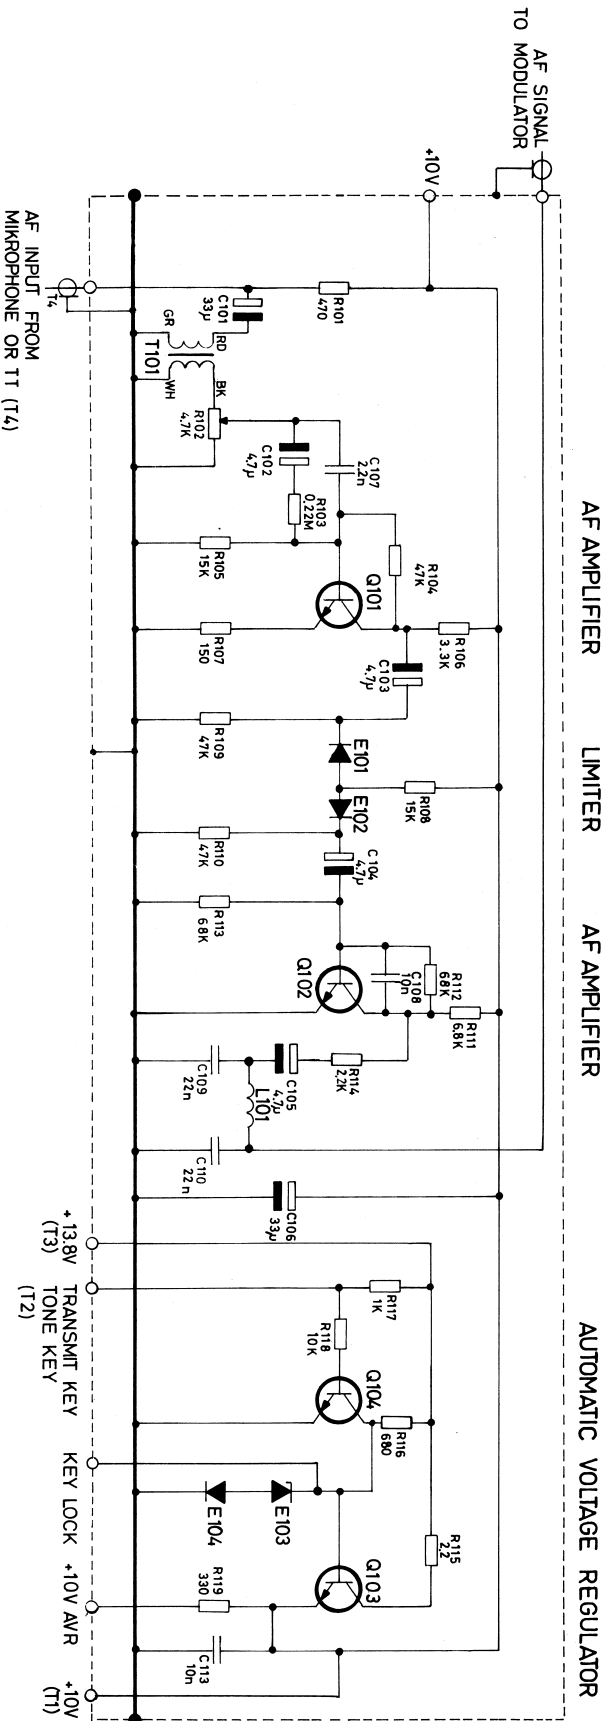 AF AMPLIFIER
LIMITER
AF AMPLIFIER
AUTOMATIC VOLTAGE REGULATOR
AF SIGNAL
TO MODULATOR
+10V
R101
470
C101
33µ
GR
RD
T101
WH
BK
R102
4.7K
C102
4.7µ
R103
0.22M
C107
2.2n
R105
15K
Q101
R104
47K
R106
3.3K
R107
150
C103
4.7µ
R109
47K
E101
R108
15K
E102
R110
47K
C104
4.7µ
R113
68K
Q102
C108
10n
R112
68K
R111
6.8K
R114
2.2K
C105
4.7µ
L101
C109
22n
C110
22n
C106
33µ
R117
1K
R118
10K
Q104
R116
680
E104
E103
R115
2.2
Q103
R119
330
C113
10n
T4
AF INPUT FROM
MIKROPHONE OR TT (T4)
+13.8V
(T3)
TRANSMIT KEY
TONE KEY
(T2)
KEY LOCK
+10V AVR
+10V
(T1)